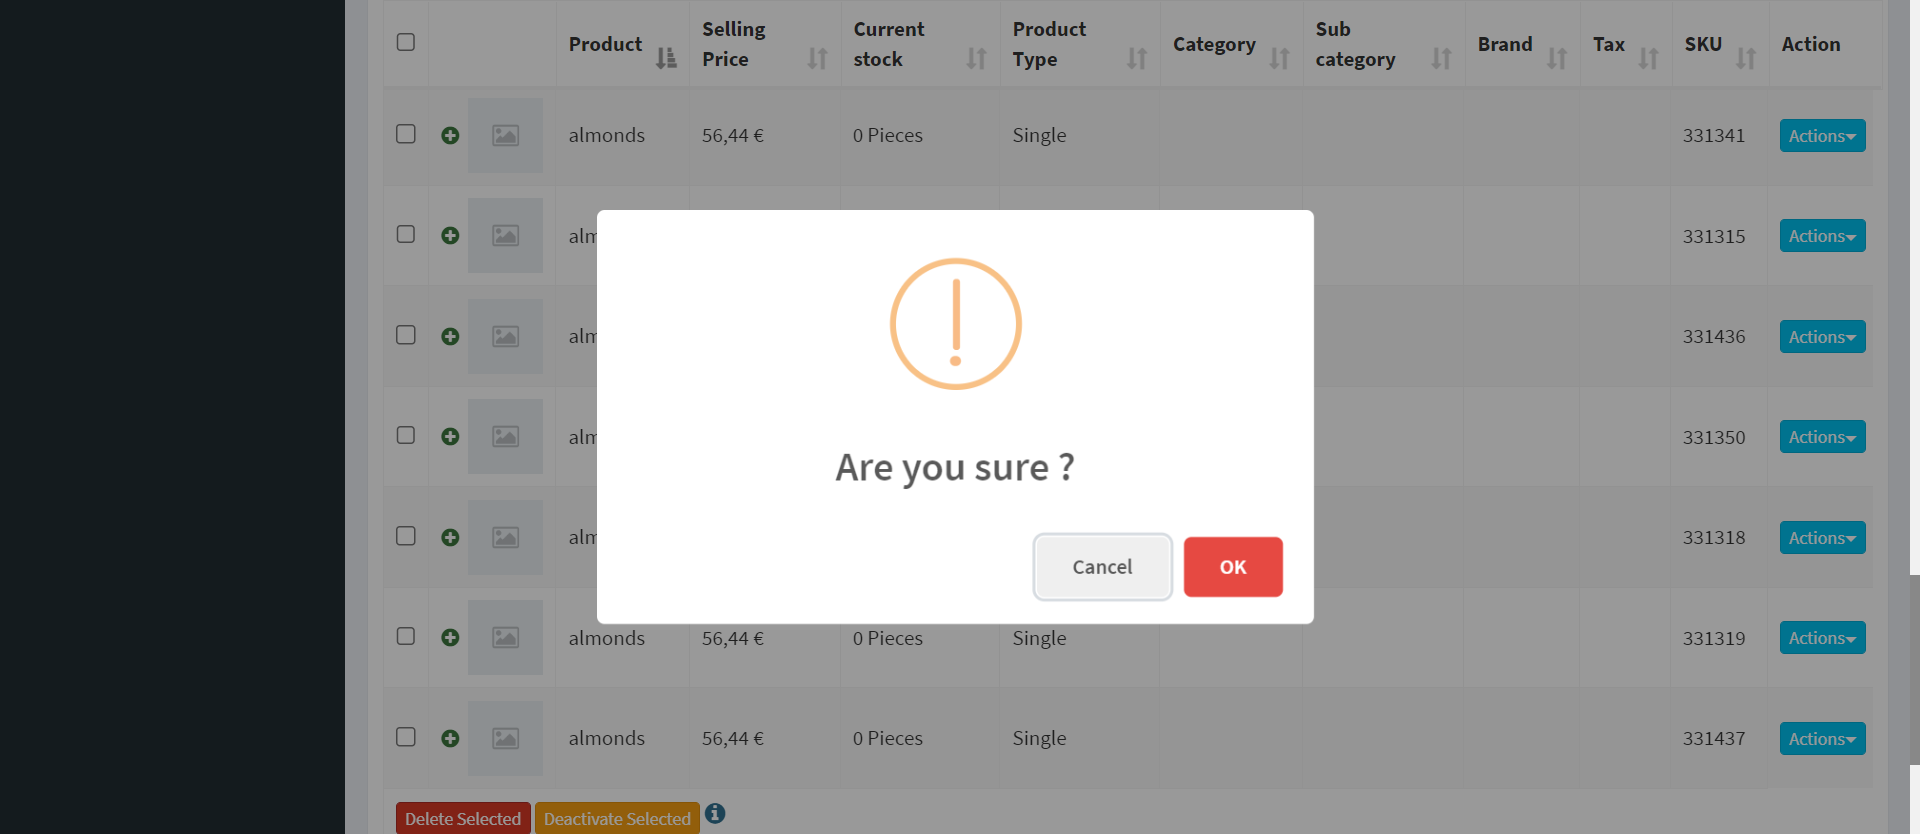 Product Selling Price Current stock Product Type Category Sub category Brand Tax SKU Action
almonds 56,44 € 0 Pieces Single 331341 Actions
alm 331315 Actions
alm 331436 Actions
alm 331350 Actions
alm 331318 Actions
almonds 56,44 € 0 Pieces Single 331319 Actions
almonds 56,44 € 0 Pieces Single 331437 Actions
Delete Selected Deactivate Selected
Are you sure ?
Cancel OK